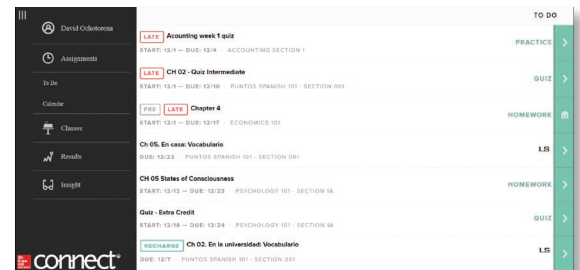 TO DO
David Ochotorena
Assignments
To Do
Calendar
Classes
Results
Insight
LATE Acounting week 1 quiz
START: 12/1 — DUE: 12/4 · ACCOUNTING SECTION 1
PRACTICE
LATE CH 02 - Quiz Intermediate
START: 12/1 — DUE: 12/10 · PUNTOS SPANISH 101 - SECTION 001
QUIZ
PRE LATE Chapter 4
START: 12/1 — DUE: 12/17 · ECONOMICS 101
HOMEWORK
Ch 05. En casa: Vocabulario
DUE: 12/22 · PUNTOS SPANISH 101 - SECTION 001
LS
CH 05 States of Consciousness
START: 12/12 — DUE: 12/23 · PSYCHOLOGY 101 - SECTION 1A
HOMEWORK
Quiz - Extra Credit
START: 12/18 — DUE: 12/24 · PSYCHOLOGY 101 - SECTION 1A
QUIZ
RECHARGE Ch 02. En la universidad: Vocabulario
DUE: 12/7 · PUNTOS SPANISH 101 - SECTION 001
LS
connect®